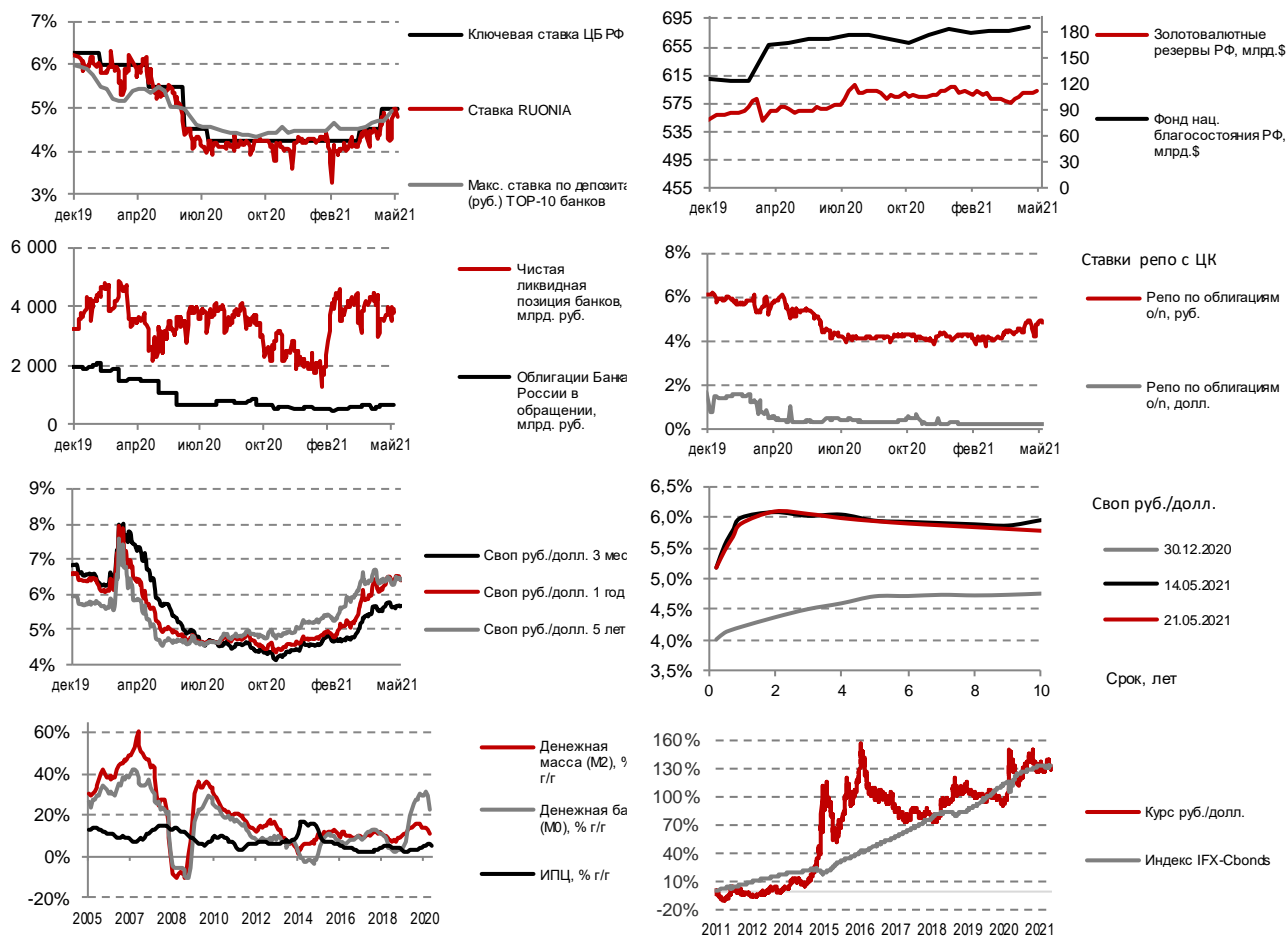 7%
6%
5%
4%
3%
дек19
апр20
июл20
окт20
фев21
май21
Ключевая ставка ЦБ РФ
Ставка RUONIA
Макс. ставка по депозита
(руб.) TOP-10 банков
695
655
615
575
535
495
455
180
150
120
90
60
30
0
дек19
апр20
июл20
окт20
фев21
май21
Золотовалютные
резервы РФ, млрд.$
Фонд нац.
благосостояния РФ,
млрд.$
6 000
4 000
2 000
0
дек19
апр20
июл20
окт20
фев21
май21
Чистая
ликвидная
позиция банков,
млрд. руб.
Облигации Банка
России в
обращении,
млрд. руб.
8%
6%
4%
2%
0%
дек19
апр20
июл20
окт20
фев21
май21
Ставки репо с ЦК
Репо по облигациям
o/n, руб.
Репо по облигациям
o/n, долл.
9%
8%
7%
6%
5%
4%
дек19
апр20
июл20
окт20
фев21
май21
Своп руб./долл. 3 мес
Своп руб./долл. 1 год
Своп руб./долл. 5 лет
6,5%
6,0%
5,5%
5,0%
4,5%
4,0%
3,5%
0
2
4
6
8
10
Своп руб./долл.
30.12.2020
14.05.2021
21.05.2021
Срок, лет
60%
40%
20%
0%
-20%
2005
2007
2008
2010
2012
2014
2016
2018
2020
Денежная
масса (М2), %
г/г
Денежная ба
(М0), % г/г
ИПЦ, % г/г
160%
130%
100%
70%
40%
10%
-20%
2011
2012
2014
2015
2016
2017
2018
2019
2020
2021
Курс руб./долл.
Индекс IFX-Cbonds